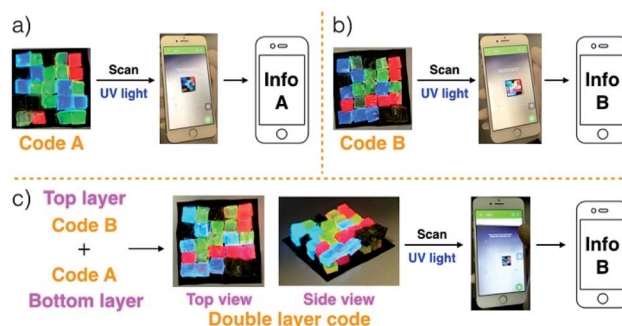 a)
Code A
Scan
UV light
Info
A
b)
Code B
Scan
UV light
Info
B
c)
Top layer
Code B
+
Code A
Bottom layer
Top view
Side view
Double layer code
Scan
UV light
Info
B